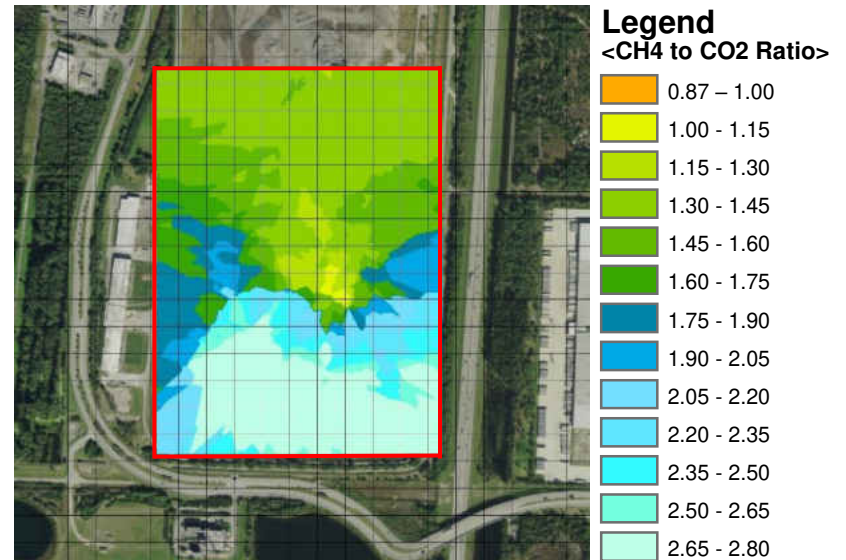 Legend
<CH4 to CO2 Ratio>
0.87 – 1.00
1.00 - 1.15
1.15 - 1.30
1.30 - 1.45
1.45 - 1.60
1.60 - 1.75
1.75 - 1.90
1.90 - 2.05
2.05 - 2.20
2.20 - 2.35
2.35 - 2.50
2.50 - 2.65
2.65 - 2.80